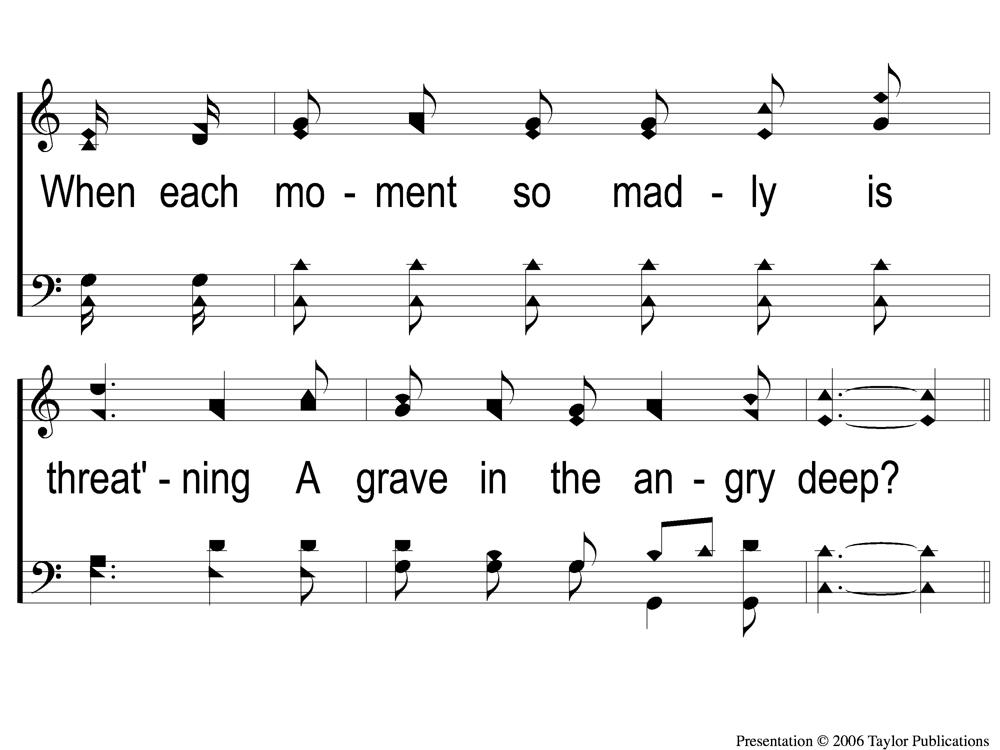 When each mo - ment so mad - ly is
threat' - ning A grave in the an - gry deep?
Presentation © 2006 Taylor Publications